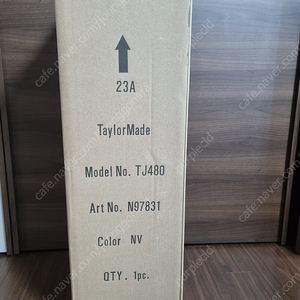 23A
TaylorMade
Model No. TJ480
Art No. N97831
Color NV
QTY. 1pc.